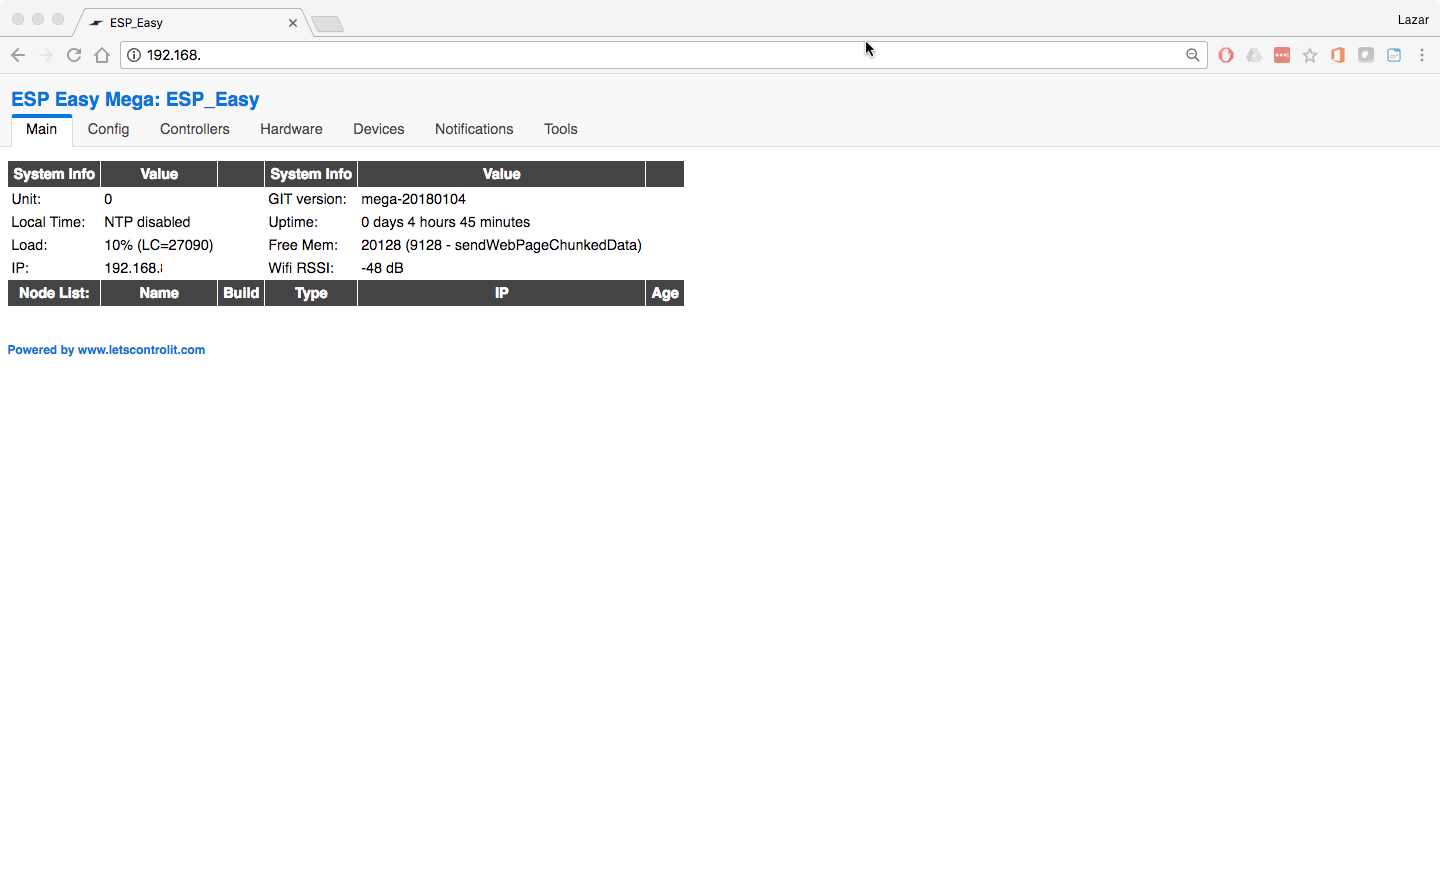 ESP_Easy
Lazar
192.168.
ESP Easy Mega: ESP_Easy
Main Config Controllers Hardware Devices Notifications Tools
System Info Value System Info Value
Unit: 0 GIT version: mega-20180104
Local Time: NTP disabled Uptime: 0 days 4 hours 45 minutes
Load: 10% (LC=27090) Free Mem: 20128 (9128 - sendWebPageChunkedData)
IP: 192.168. Wifi RSSI: -48 dB
Node List: Name Build Type IP Age
Powered by www.letscontrolit.com